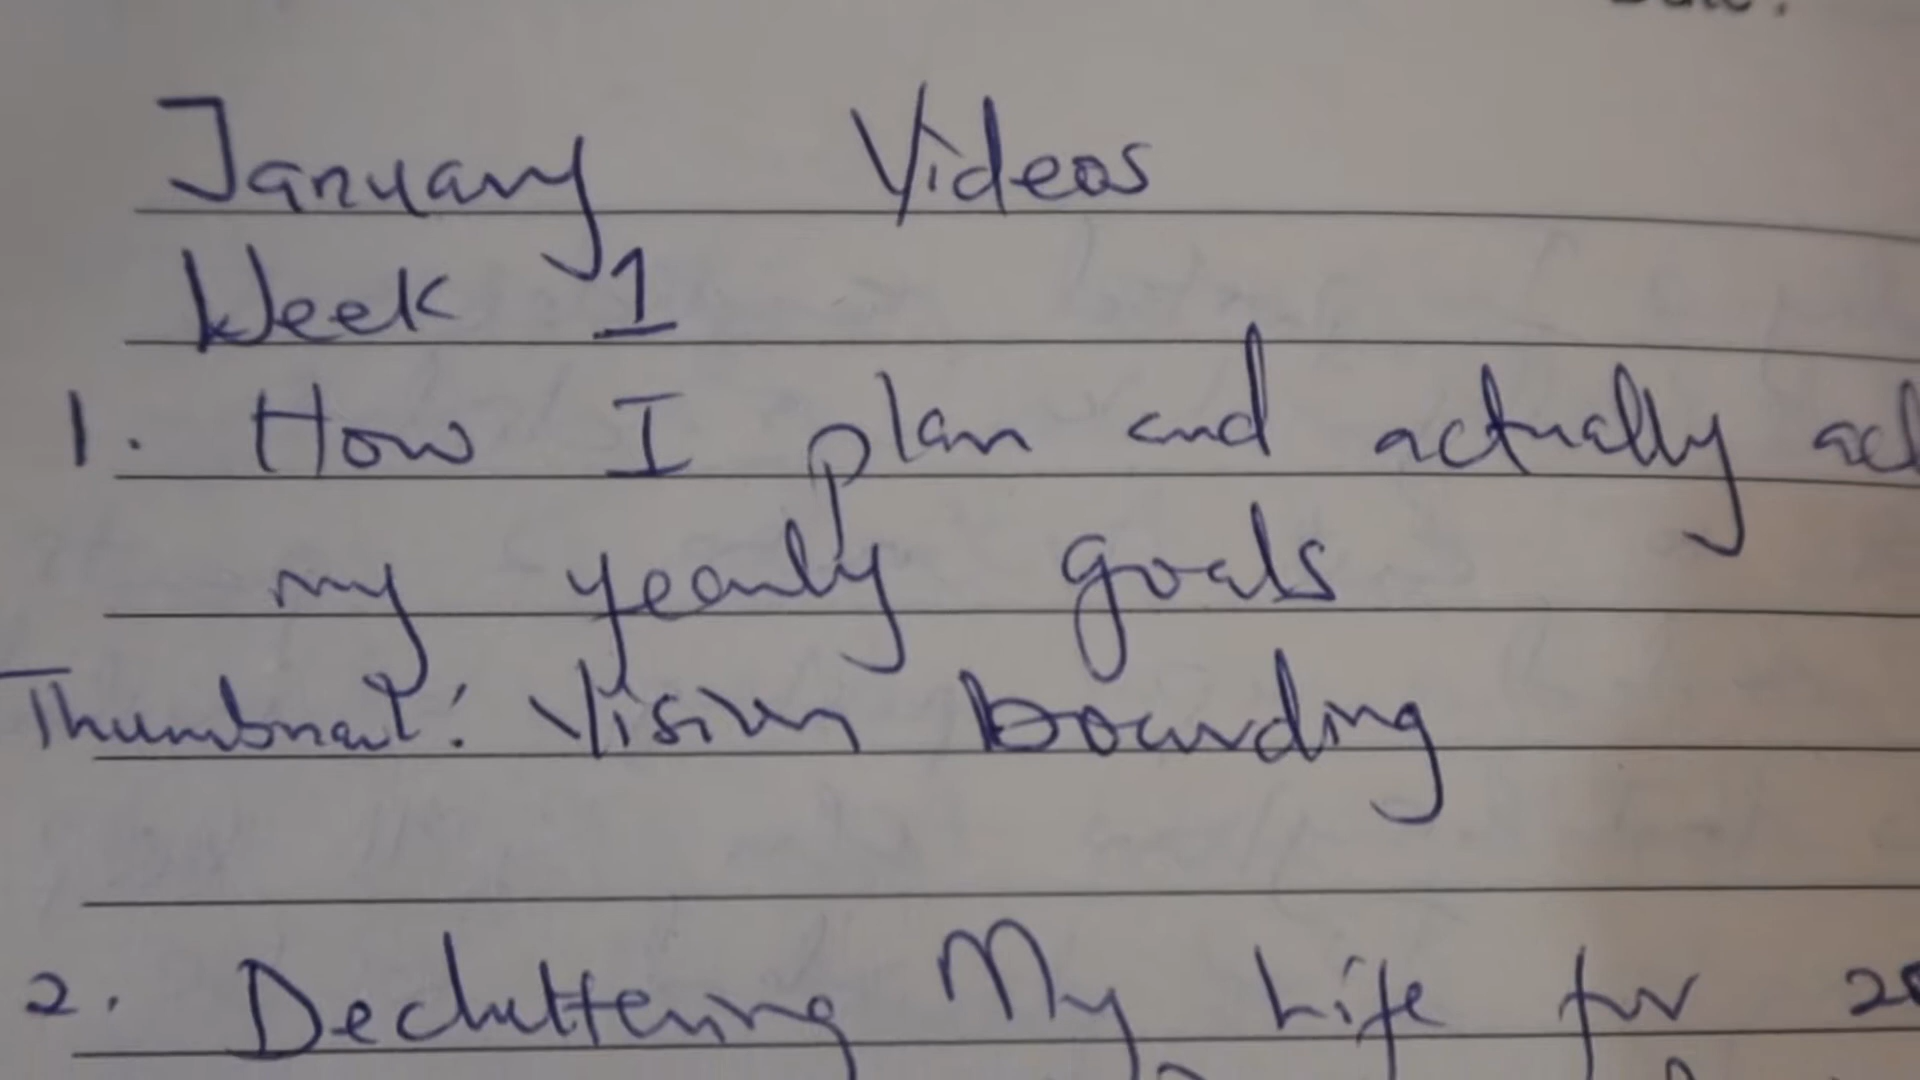 January Videos
Week 1
1. How I plan and actually
my yearly goals
Thumbnail: Vision boarding
2. Decluttering My Life for